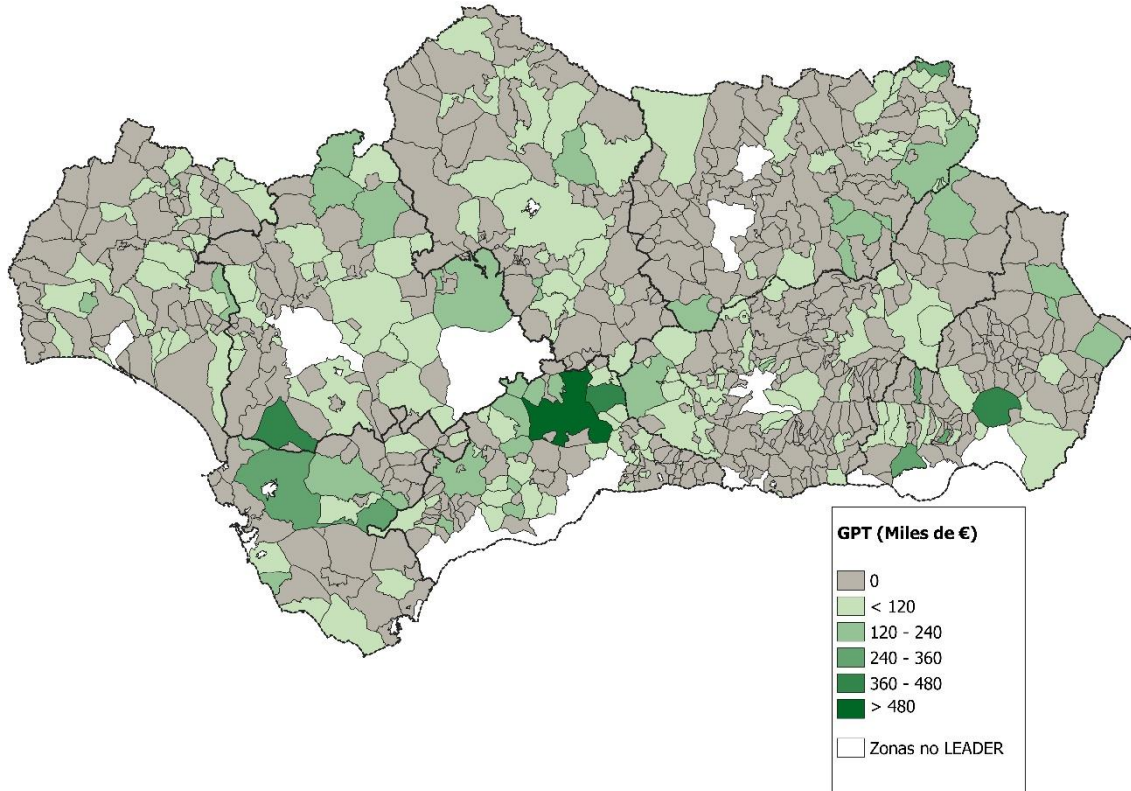 GPT (Miles de €)
0
< 120
120 - 240
240 - 360
360 - 480
> 480
Zonas no LEADER